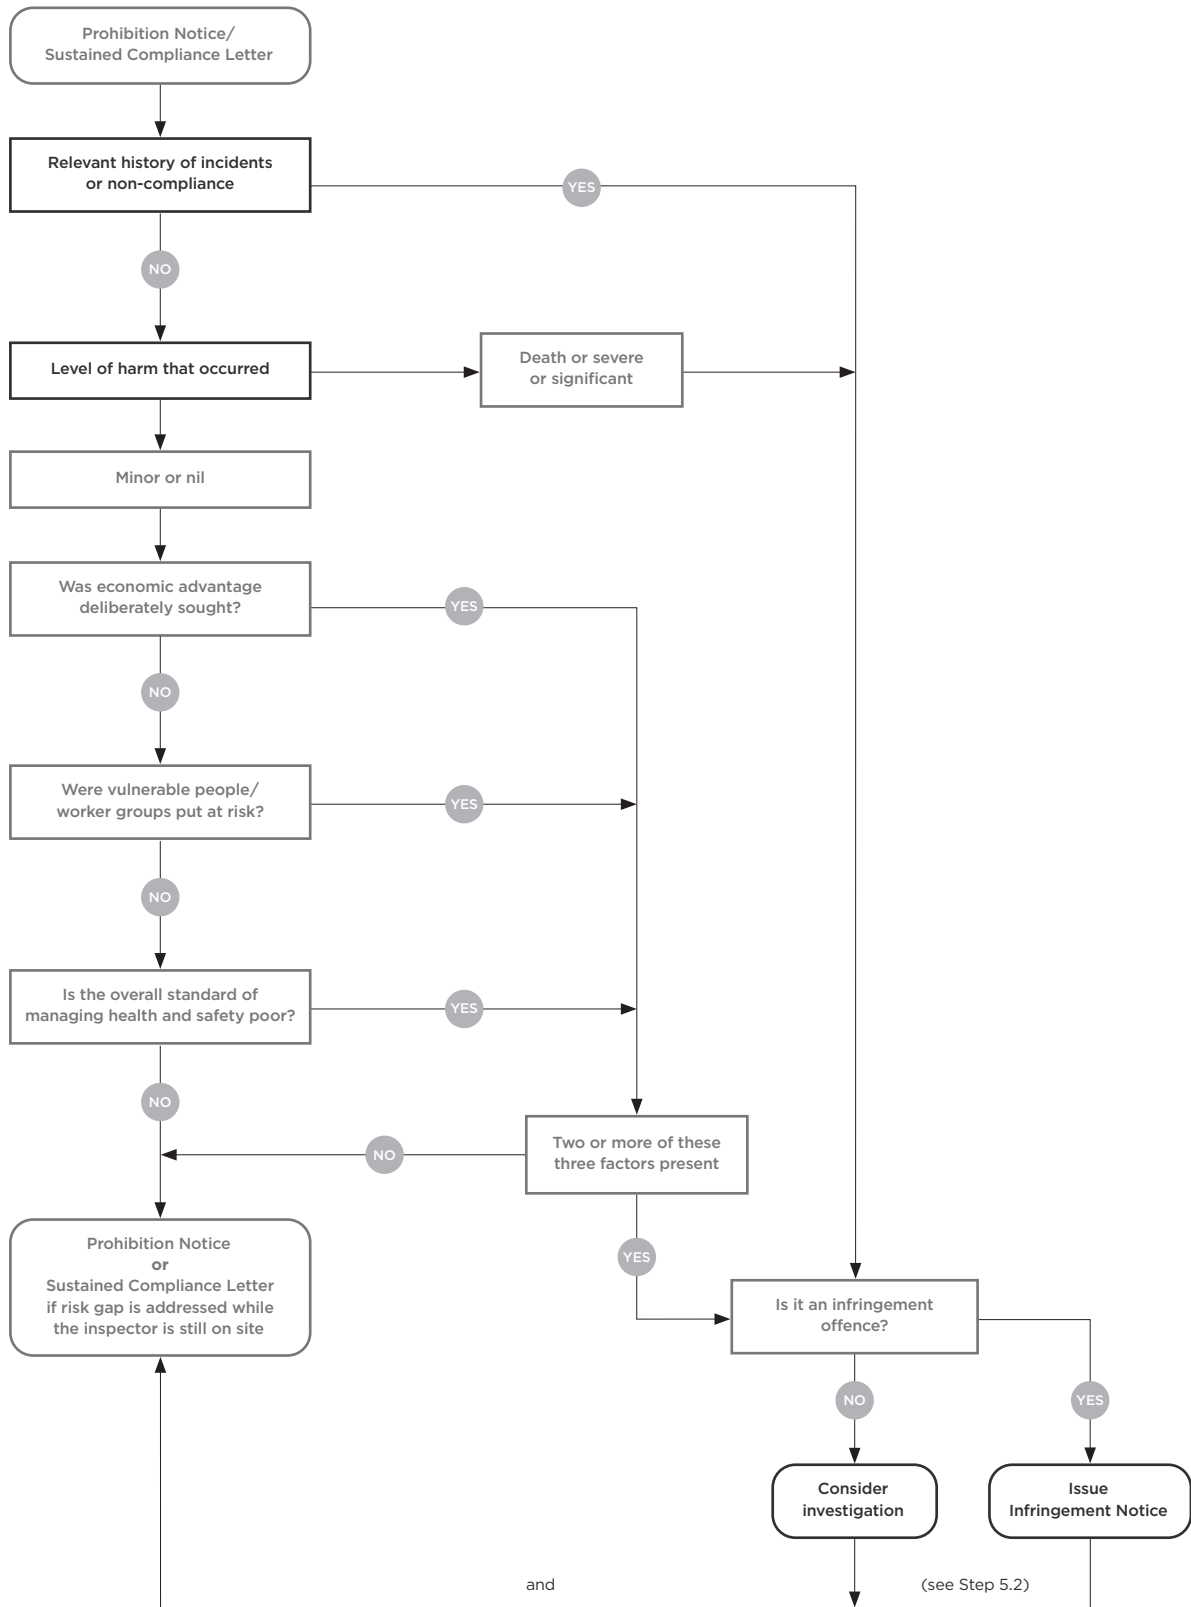 Prohibition Notice/
Sustained Compliance Letter
Relevant history of incidents
or non-compliance
YES
NO
Level of harm that occurred
Death or severe
or significant
Minor or nil
Was economic advantage
deliberately sought?
YES
NO
Were vulnerable people/
worker groups put at risk?
YES
NO
Is the overall standard of
managing health and safety poor?
YES
NO
Two or more of these
three factors present
NO
YES
Prohibition Notice
or
Sustained Compliance Letter
if risk gap is addressed while
the inspector is still on site
Is it an infringement
offence?
NO
YES
Consider
investigation
Issue
Infringement Notice
and
(see Step 5.2)